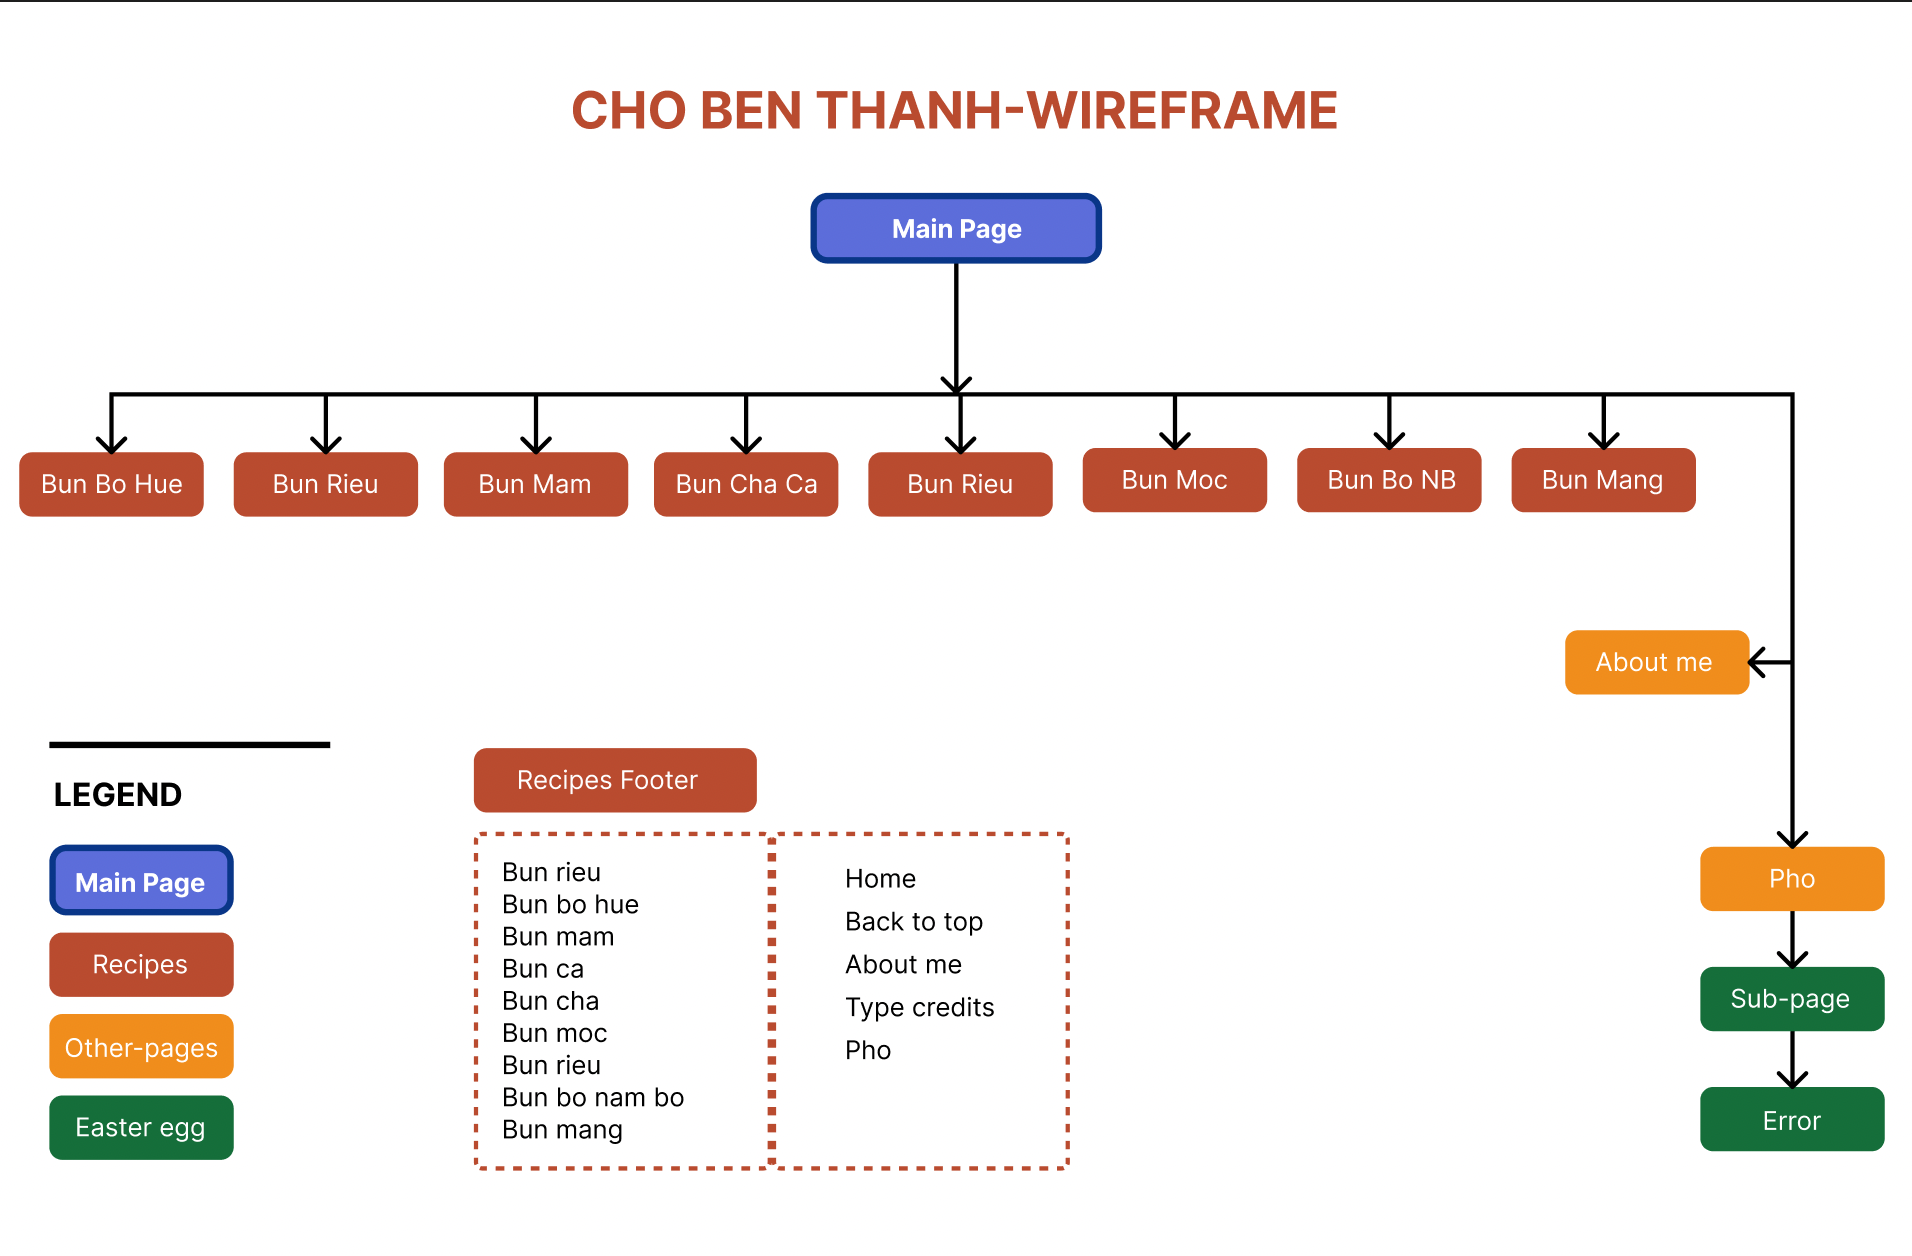 CHO BEN THANH-WIREFRAME
Main Page
Bun Bo Hue
Bun Rieu
Bun Mam
Bun Cha Ca
Bun Rieu
Bun Moc
Bun Bo NB
Bun Mang
About me
LEGEND
Main Page
Recipes
Other-pages
Easter egg
Recipes Footer
Bun rieu
Bun bo hue
Bun mam
Bun ca
Bun cha
Bun moc
Bun rieu
Bun bo nam bo
Bun mang
Home
Back to top
About me
Type credits
Pho
Pho
Sub-page
Error